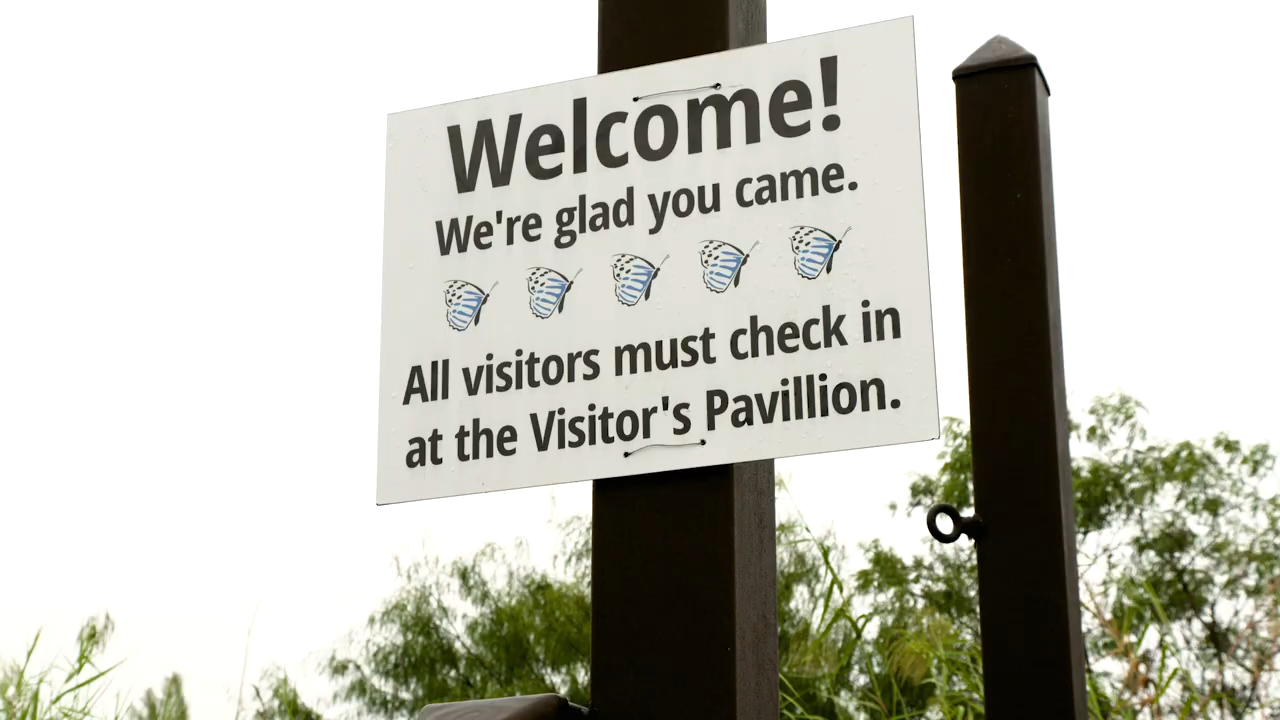 Welcome!
We're glad you came.
All visitors must check in
at the Visitor's Pavillion.